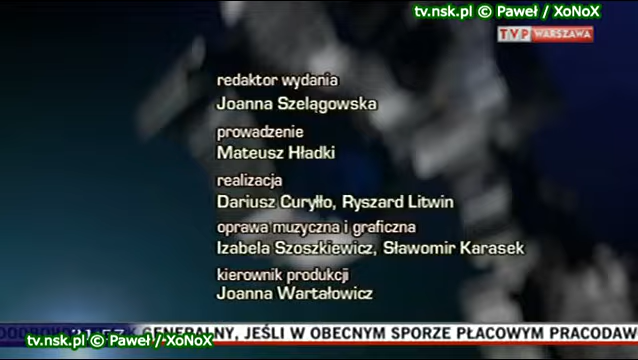 tv.nsk.pl © Paweł / XoNoX
TVP WARSZAWA
redaktor wydania
Joanna Szelągowska
prowadzenie
Mateusz Hładki
realizacja
Dariusz Curyłło, Ryszard Litwin
oprawa muzyczna i graficzna
Izabela Szoszkiewicz, Sławomir Karasek
kierownik produkcji
Joanna Wartałowicz
GENERALNY, JEŚLI W OBECNYM SPORZE PŁACOWYM PRACODAW
tv.nsk.pl © Paweł / XoNoX